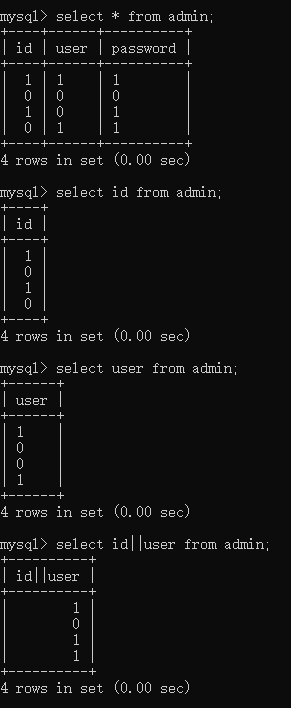 mysql> select * from admin;
+----+------+----------+
| id | user | password |
+----+------+----------+
|  1 | 1    | 1        |
|  0 | 0    | 0        |
|  1 | 0    | 1        |
|  0 | 1    | 1        |
+----+------+----------+
4 rows in set (0.00 sec)
mysql> select id from admin;
+----+
| id |
+----+
|  1 |
|  0 |
|  1 |
|  0 |
+----+
4 rows in set (0.00 sec)
mysql> select user from admin;
+------+
| user |
+------+
| 1    |
| 0    |
| 0    |
| 1    |
+------+
4 rows in set (0.00 sec)
mysql> select id||user from admin;
+----------+
| id||user |
+----------+
|        1 |
|        0 |
|        1 |
|        1 |
+----------+
4 rows in set (0.00 sec)